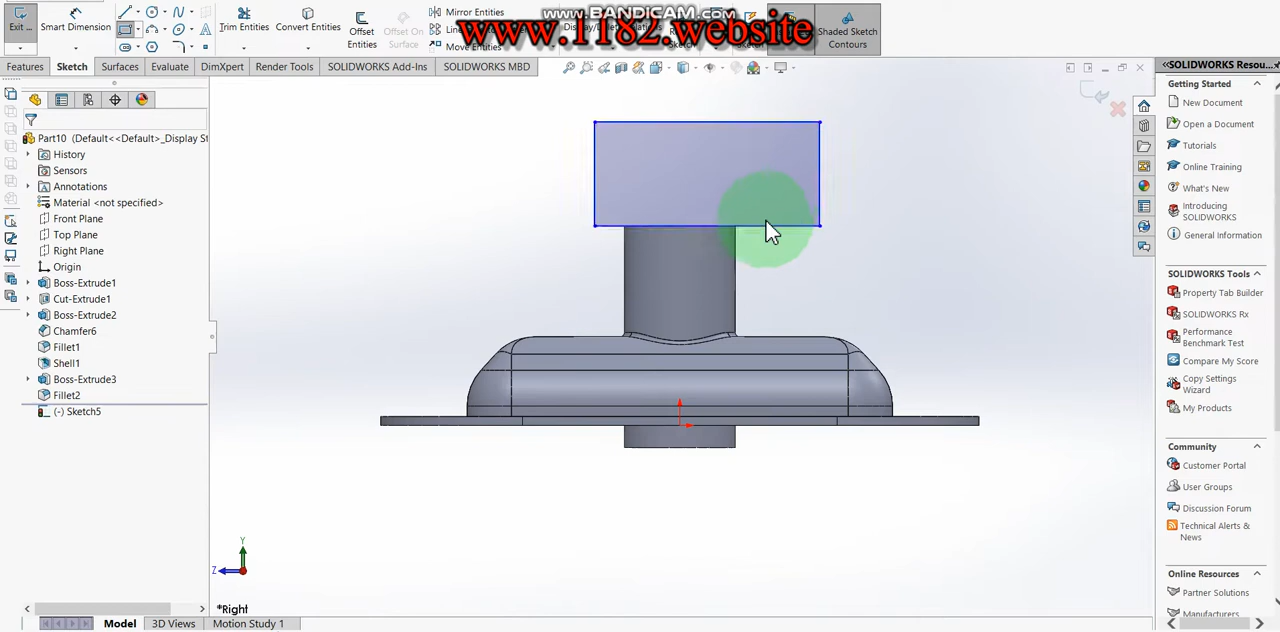 www.BANDICAM.com
www.1182.website
Exit ...
Smart Dimension
Trim Entities
Convert Entities
Offset Entities
Offset On Surface
Mirror Entities
Move Entities
Shaded Sketch Contours
Features
Sketch
Surfaces
Evaluate
DimXpert
Render Tools
SOLIDWORKS Add-Ins
SOLIDWORKS MBD
Part10 (Default<<Default>_Display St
History
Sensors
Annotations
Material <not specified>
Front Plane
Top Plane
Right Plane
Origin
Boss-Extrude1
Cut-Extrude1
Boss-Extrude2
Chamfer6
Fillet1
Shell1
Boss-Extrude3
Fillet2
(-) Sketch5
Y
Z
*Right
Model
3D Views
Motion Study 1
SOLIDWORKS Resou...
Getting Started
New Document
Open a Document
Tutorials
Online Training
What's New
Introducing
SOLIDWORKS
General Information
SOLIDWORKS Tools
Property Tab Builder
SOLIDWORKS Rx
Performance
Benchmark Test
Compare My Score
Copy Settings
Wizard
My Products
Community
Customer Portal
User Groups
Discussion Forum
Technical Alerts &
News
Online Resources
Partner Solutions
Manufacturers